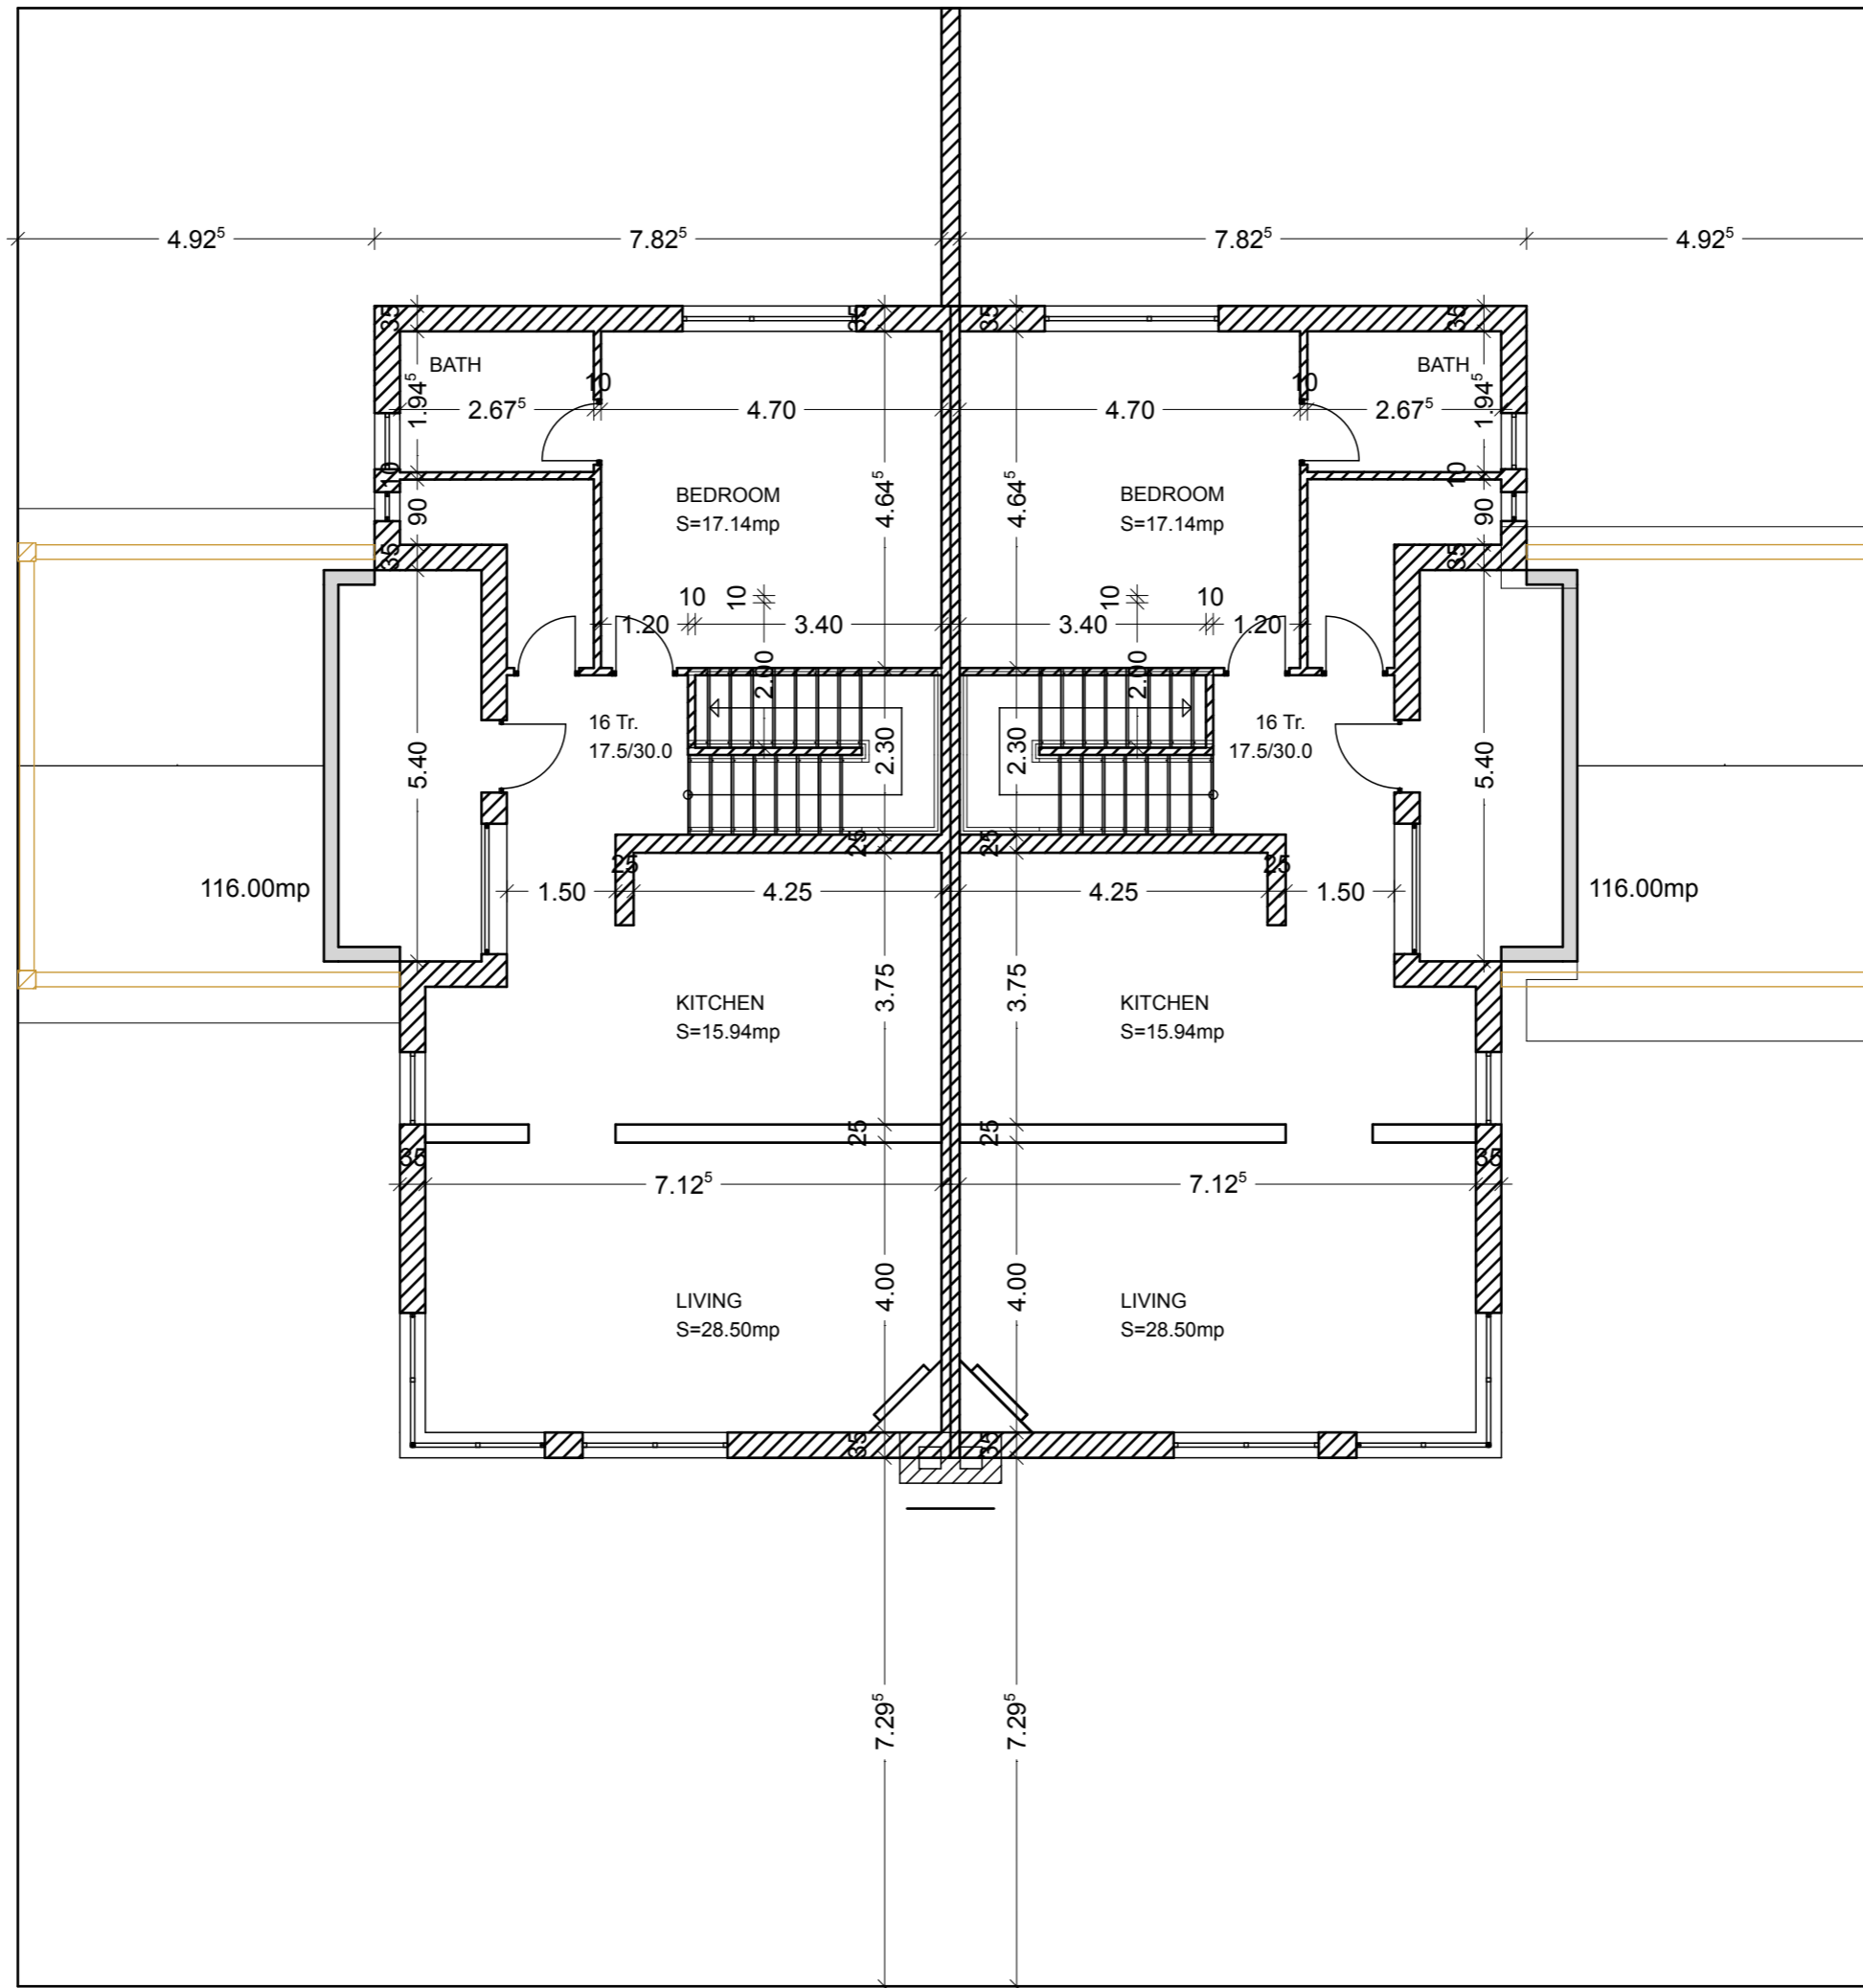 4.92⁵ 7.82⁵ 7.82⁵ 4.92⁵
35 35 35 35
BATH BATH
1.94⁵ 10 10 1.94⁵
2.67⁵ 4.70 4.70 2.67⁵
10 10
90 4.64⁵ 4.64⁵ 90
BEDROOM BEDROOM
S=17.14mp S=17.14mp
35 35
10 10 10 10
1.20 3.40 3.40 1.20
2.00 2.00
16 Tr. 16 Tr.
17.5/30.0 17.5/30.0
5.40 2.30 2.30 5.40
25 25
25 25
116.00mp 1.50 4.25 4.25 1.50 116.00mp
3.75 3.75
KITCHEN KITCHEN
S=15.94mp S=15.94mp
25 25
35 35
7.12⁵ 7.12⁵
4.00 4.00
LIVING LIVING
S=28.50mp S=28.50mp
35 35
7.29⁵ 7.29⁵